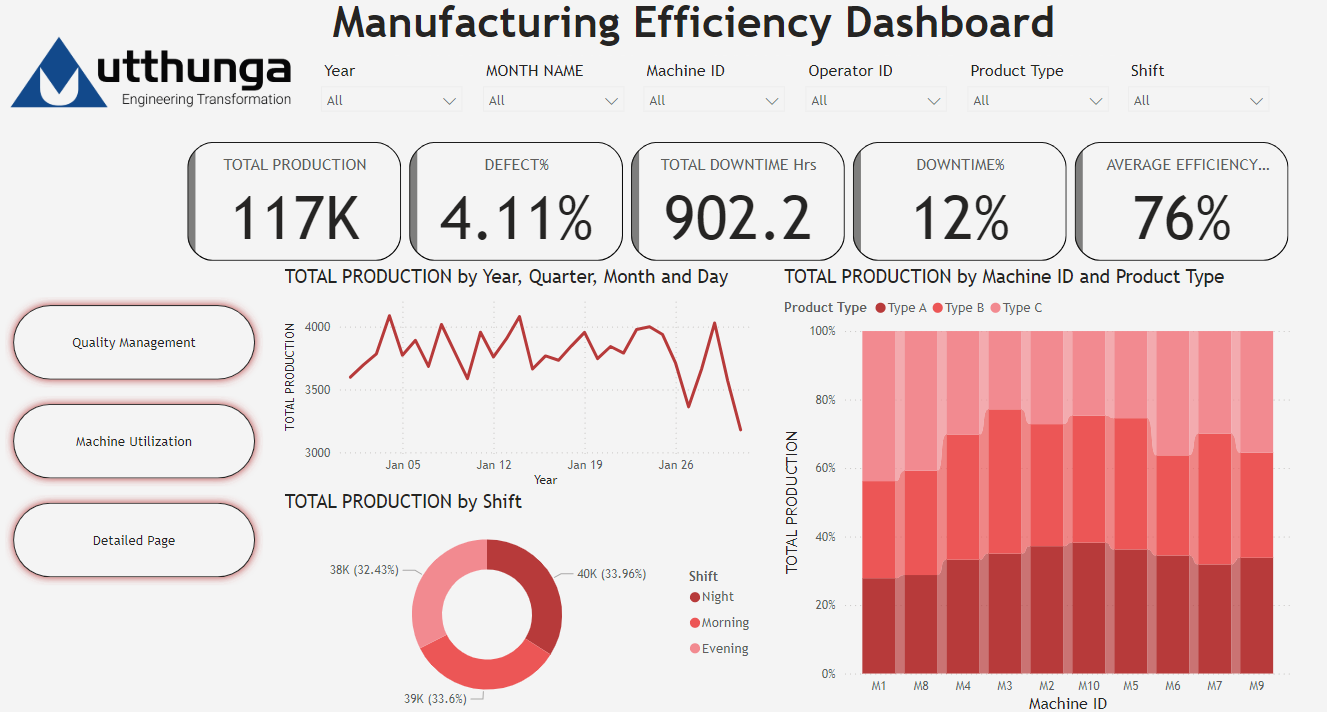 Manufacturing Efficiency Dashboard
utthunga
Engineering Transformation
Year
MONTH NAME
Machine ID
Operator ID
Product Type
Shift
All
All
All
All
All
All
TOTAL PRODUCTION
117K
DEFECT%
4.11%
TOTAL DOWNTIME Hrs
902.2
DOWNTIME%
12%
AVERAGE EFFICIENCY...
76%
Quality Management
Machine Utilization
Detailed Page
TOTAL PRODUCTION by Year, Quarter, Month and Day
TOTAL PRODUCTION
4000
3500
3000
Jan 05
Jan 12
Jan 19
Jan 26
Year
TOTAL PRODUCTION by Shift
38K (32.43%)
40K (33.96%)
39K (33.6%)
Shift
Night
Morning
Evening
TOTAL PRODUCTION by Machine ID and Product Type
Product Type
Type A
Type B
Type C
TOTAL PRODUCTION
100%
80%
60%
40%
20%
0%
M1
M8
M4
M3
M2
M10
M5
M6
M7
M9
Machine ID